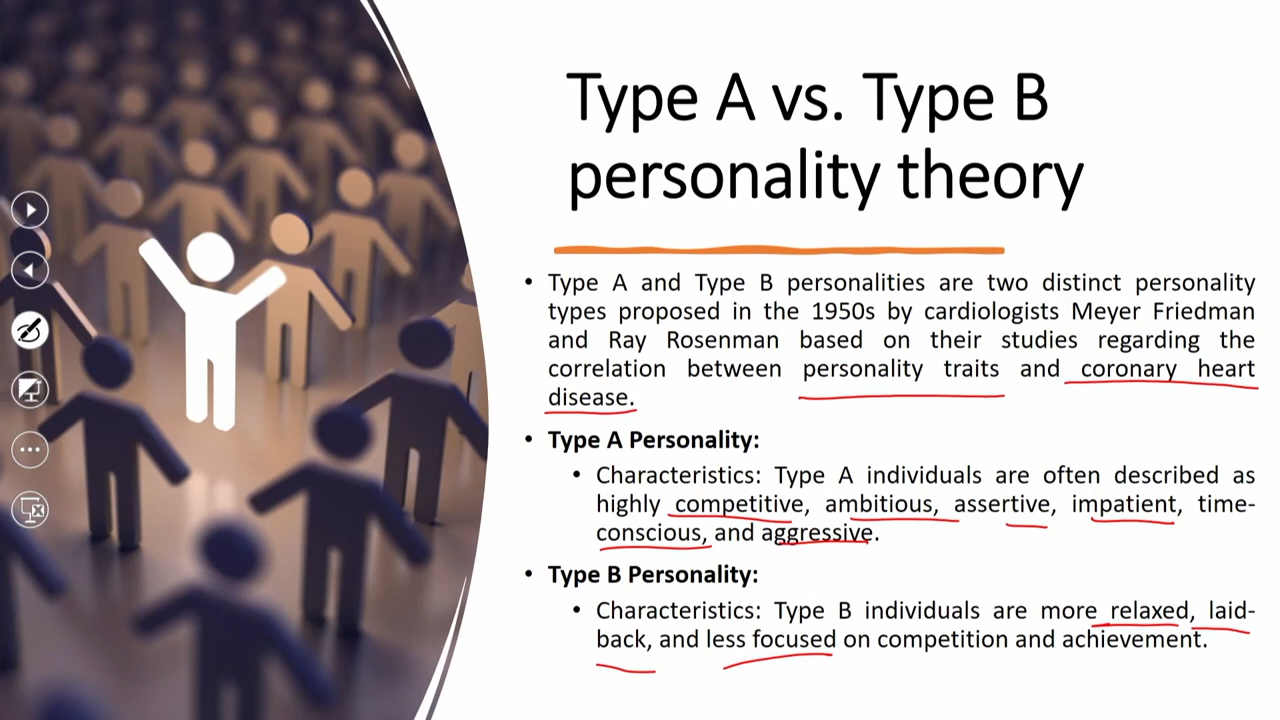 Type A vs. Type B
personality theory
• Type A and Type B personalities are two distinct personality
types proposed in the 1950s by cardiologists Meyer Friedman
and Ray Rosenman based on their studies regarding the
correlation between personality traits and coronary heart
disease.
• Type A Personality:
• Characteristics: Type A individuals are often described as
highly competitive, ambitious, assertive, impatient, time-
conscious, and aggressive.
• Type B Personality:
• Characteristics: Type B individuals are more relaxed, laid-
back, and less focused on competition and achievement.